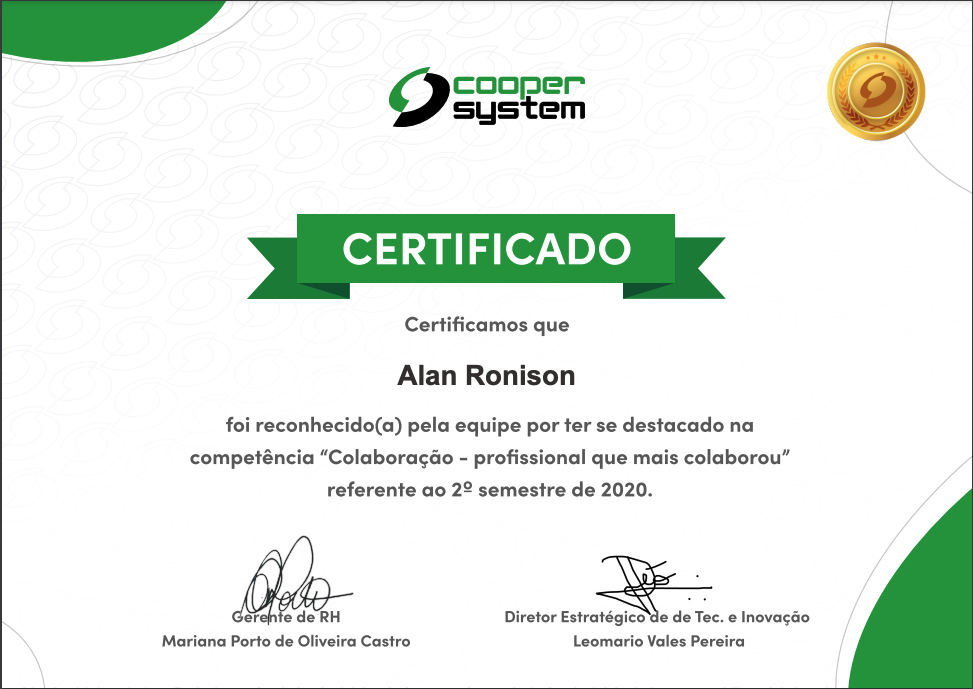 cooper
system
CERTIFICADO
Certificamos que
Alan Ronison
foi reconhecido(a) pela equipe por ter se destacado na
competência “Colaboração - profissional que mais colaborou”
referente ao 2º semestre de 2020.
Gerente de RH
Mariana Porto de Oliveira Castro
Diretor Estratégico de de Tec. e Inovação
Leomario Vales Pereira